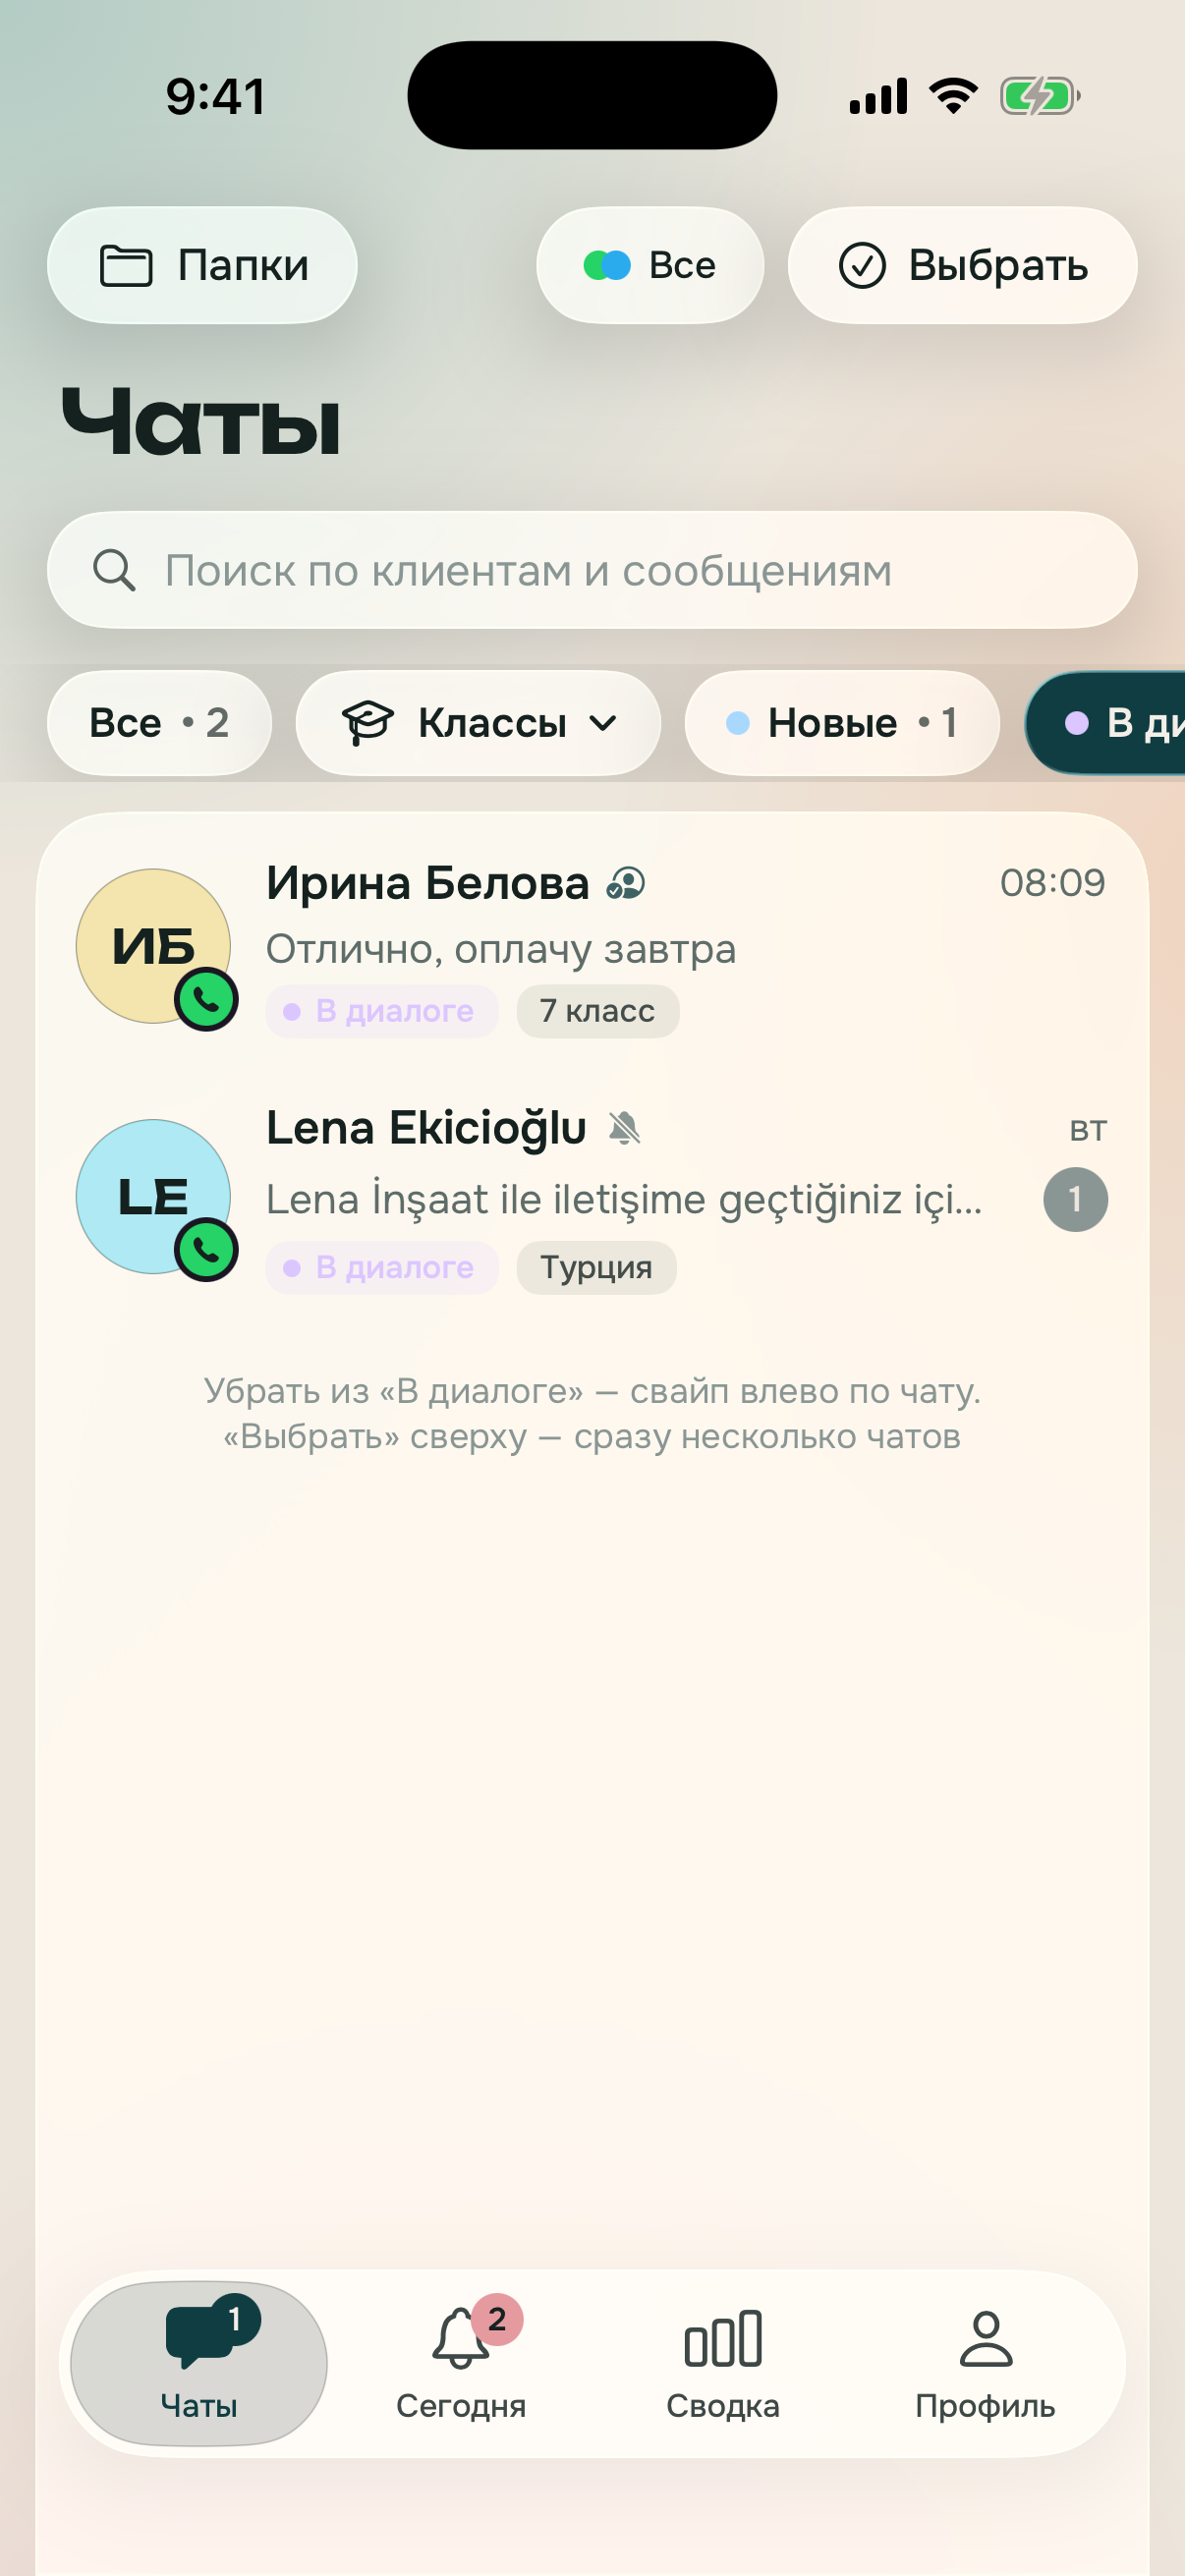 9:41
Папки
Все
Выбрать
Чаты
Поиск по клиентам и сообщениям
Все • 2
Классы
Новые • 1
В ди
ИБ
Ирина Белова
08:09
Отлично, оплачу завтра
В диалоге
7 класс
LE
Lena Ekicioğlu
вт
Lena İnşaat ile iletişime geçtiğiniz içi...
1
В диалоге
Турция
Убрать из «В диалоге» — свайп влево по чату.
«Выбрать» сверху — сразу несколько чатов
1
Чаты
2
Сегодня
Сводка
Профиль